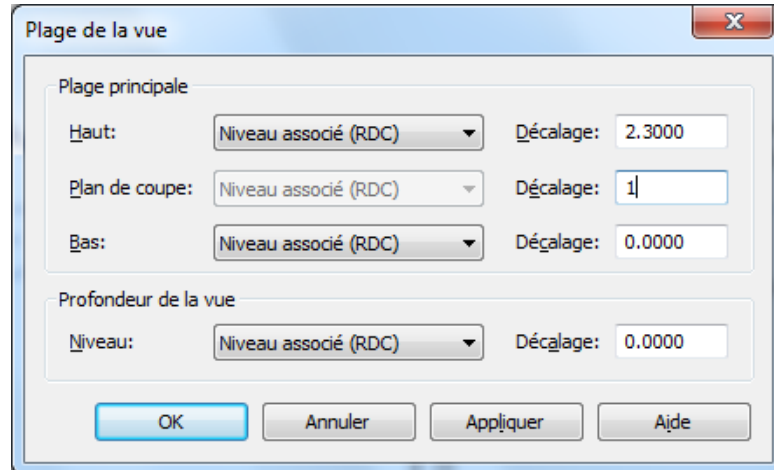 Plage de la vue
Plage principale
Haut: Niveau associé (RDC) Décalage: 2.3000
Plan de coupe: Niveau associé (RDC) Décalage: 1
Bas: Niveau associé (RDC) Décalage: 0.0000
Profondeur de la vue
Niveau: Niveau associé (RDC) Décalage: 0.0000
OK Annuler Appliquer Aide